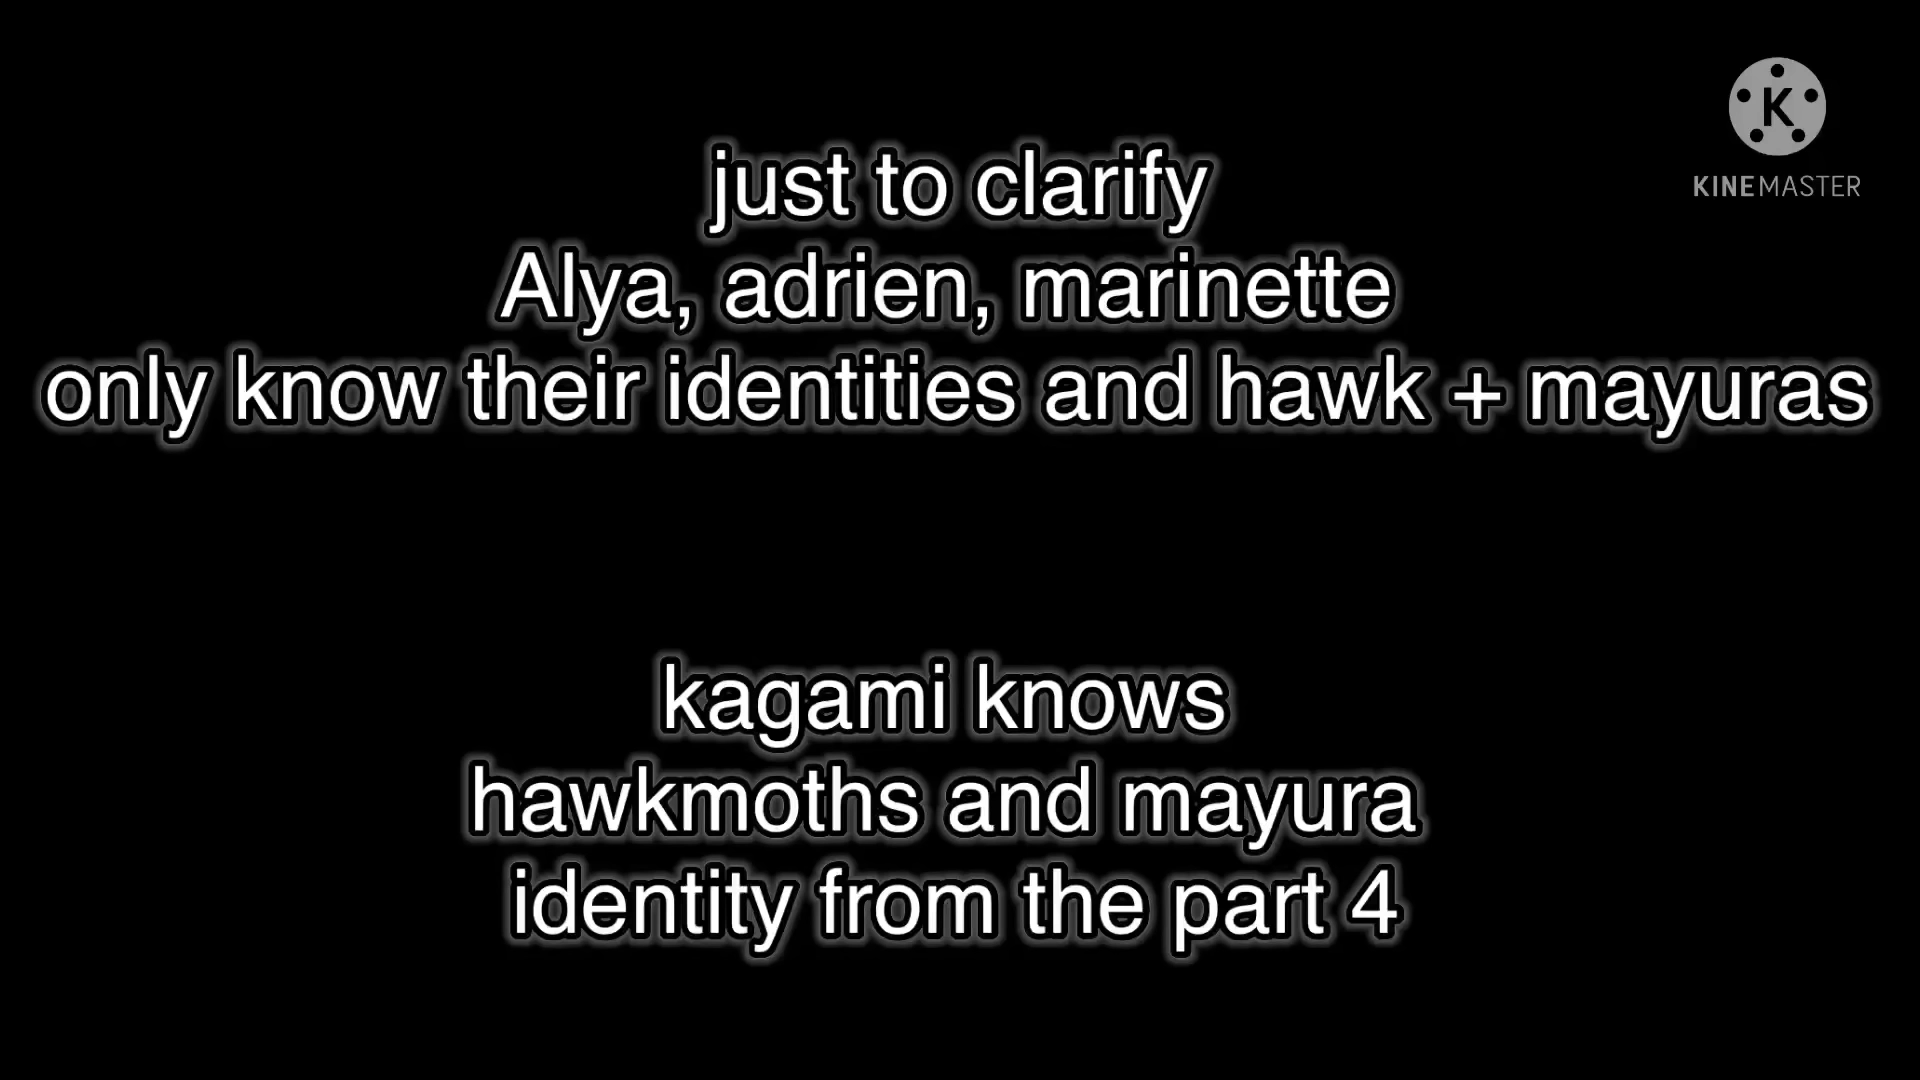 K
KINEMASTER
just to clarify
Alya, adrien, marinette
only know their identities and hawk + mayuras
kagami knows
hawkmoths and mayura
identity from the part 4